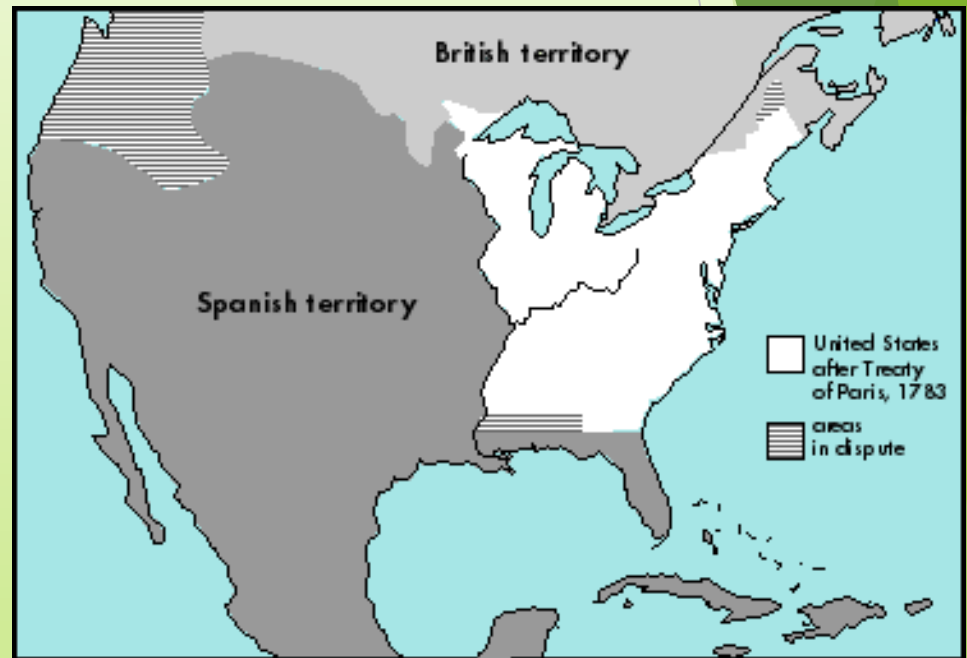 British territory
Spanish territory
United States
after Treaty
of Paris, 1783
areas
in dispute